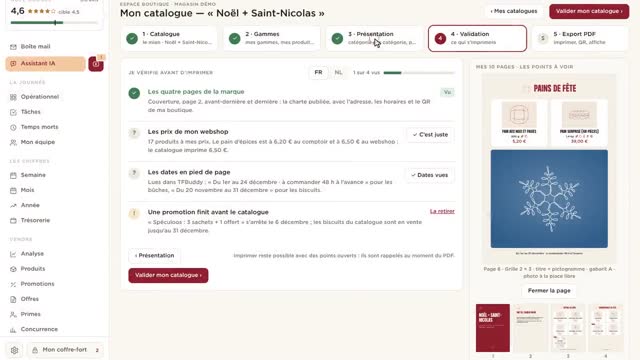 4,6 ★★★★★ cible 4,5
Boîte mail
Assistant IA
LA JOURNÉE
Opérationnel
Tâches
Temps morts
Mon équipe
LES CHIFFRES
Semaine
Mois
Année
Trésorerie
VENDRE
Analyse
Produits
Promotions
Offres
Primes
Concurrence
Mon coffre-fort 2
ESPACE BOUTIQUE · MAGASIN DÉMO
Mon catalogue — « Noël + Saint-Nicolas »
‹ Mes catalogues
Valider mon catalogue ›
1 · Catalogue
le mien · Noël + Saint-Nico...
2 · Gammes
mes gammes, mes produit...
3 · Présentation
catégorie par catégorie, p...
4
4 · Validation
ce qui s'imprime
5
5 · Export PDF
imprimer, QR, affiche
JE VÉRIFIE AVANT D'IMPRIMER
FR NL
1 sur 4 vus
Les quatre pages de la marque
Vu
Couverture, page 2, avant-dernière et dernière : la charte publiée, avec l'adresse, les horaires et le QR
de ma boutique.
?
Les prix de mon webshop
✓ C'est juste
17 produits à mes prix. Le pain d'épices est à 6,20 € au comptoir et à 6,50 € au webshop :
le catalogue imprime 6,50 €.
?
Les dates en pied de page
✓ Dates vues
Lues dans TFBuddy : « Du 1er au 24 décembre · à commander 48 h à l'avance » pour les
bûches, « Du 20 novembre au 31 décembre » pour les biscuits.
!
Une promotion finit avant le catalogue
La retirer
« Spéculoos : 3 sachets + 1 offert » s'arrête le 6 décembre ; les biscuits du catalogue sont en vente
jusqu'au 31 décembre.
‹ Présentation
Imprimer reste possible avec des points ouverts : ils sont rappelés au moment du PDF.
Valider mon catalogue ›
MES 10 PAGES · LES POINTS À VOIR
PAINS DE FÊTE
5,20 €
39,00 €
Page 6 · Grille 2 × 3 · titre + pictogramme · gabarit A ·
photo à la place libre
Fermer la page
NOËL + SAINT-
NICOLAS
1
2
3
4